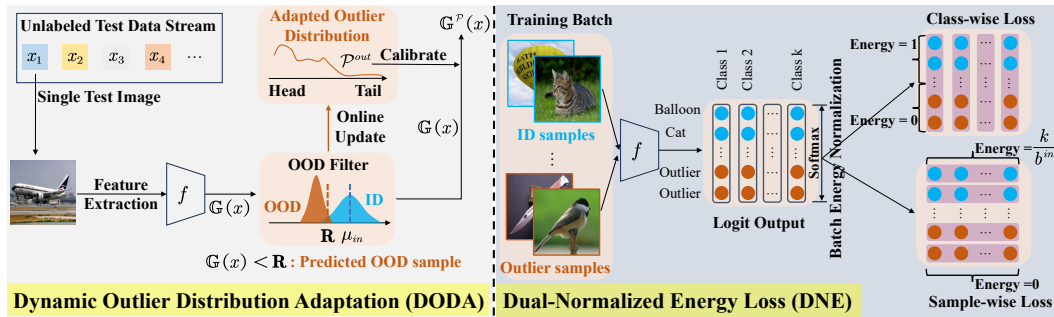 Unlabeled Test Data Stream
x₁ x₂ x₃ x₄ ...
Single Test Image
Feature
Extraction
f
𝔾(x)
Adapted Outlier
Distribution
𝒫ᵒᵘᵗ
Head Tail
Calibrate
𝔾ᴾ(x)
𝔾(x)
Online
Update
OOD Filter
OOD ID
R μᵢₙ
𝔾(x) < R : Predicted OOD sample
Dynamic Outlier Distribution Adaptation (DODA)
Training Batch
ID samples
⋮
Outlier samples
f
Class 1
Class 2
Class k
Balloon
Cat
⋮
Outlier
Outlier
Logit Output
Softmax
Batch Energy Normalization
Class-wise Loss
Energy = 1
Energy = 0
Energy = k/bⁱⁿ
Energy=0
Sample-wise Loss
Dual-Normalized Energy Loss (DNE)